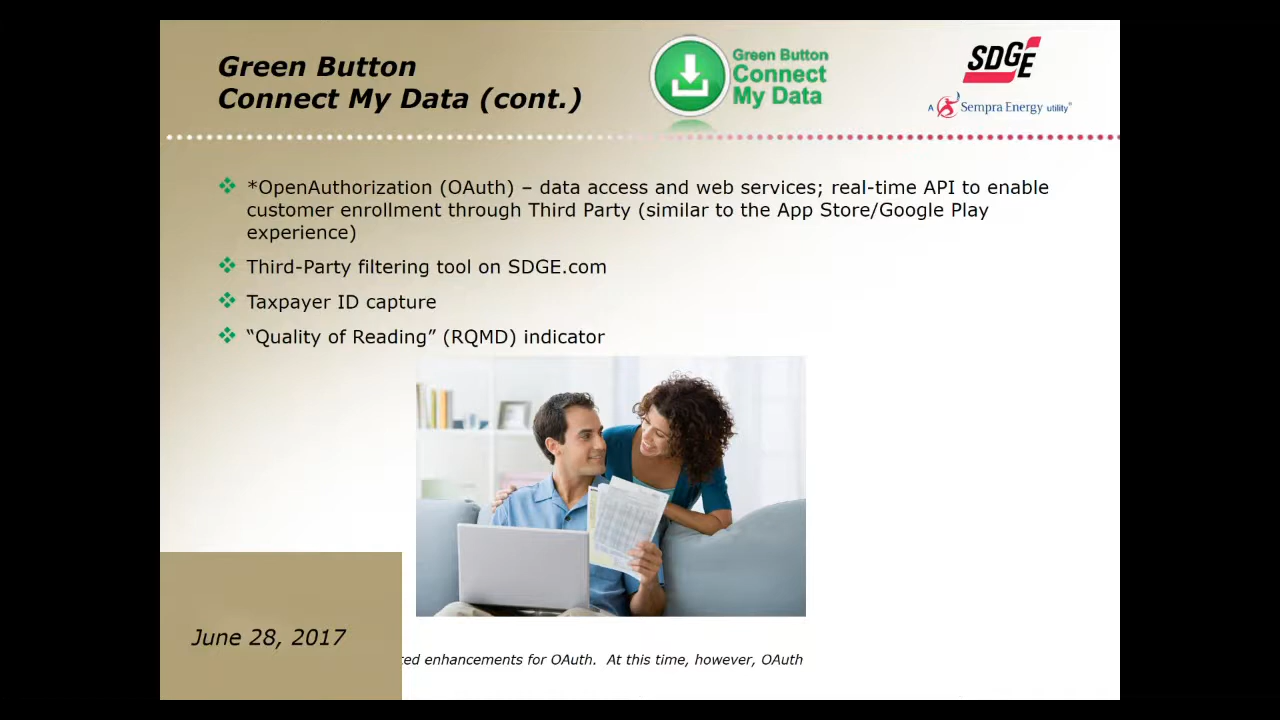 Green Button
Connect My Data (cont.)
Green Button
Connect
My Data
SDGE
A Sempra Energy utility®
*OpenAuthorization (OAuth) – data access and web services; real-time API to enable
customer enrollment through Third Party (similar to the App Store/Google Play
experience)
Third-Party filtering tool on SDGE.com
Taxpayer ID capture
“Quality of Reading” (RQMD) indicator
June 28, 2017
enhancements for OAuth. At this time, however, OAuth